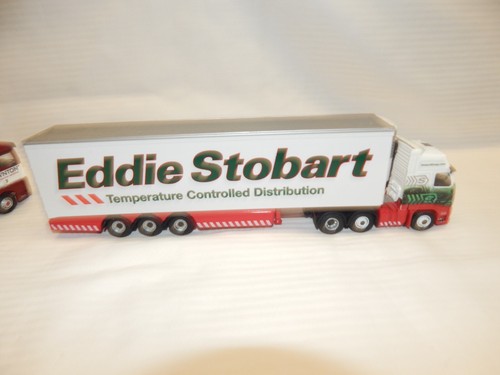 Eddie Stobart
Temperature Controlled Distribution